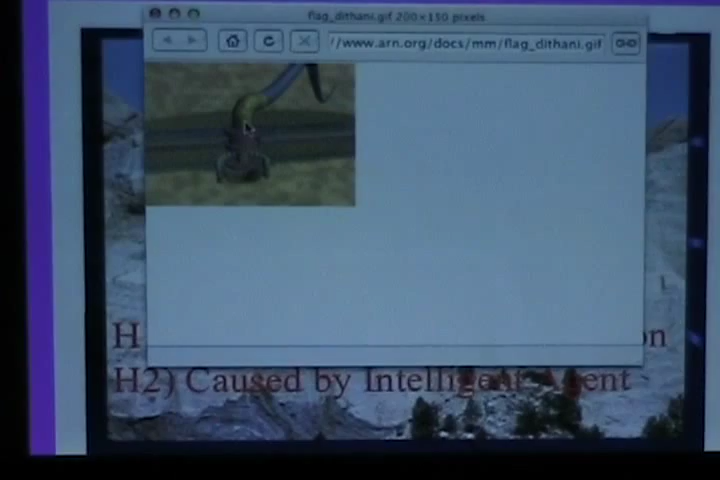 flag_dithani.gif 200×150 pixels
//www.arn.org/docs/mm/flag_dithani.gif
H on
H2) Caused by Intelligent Agent